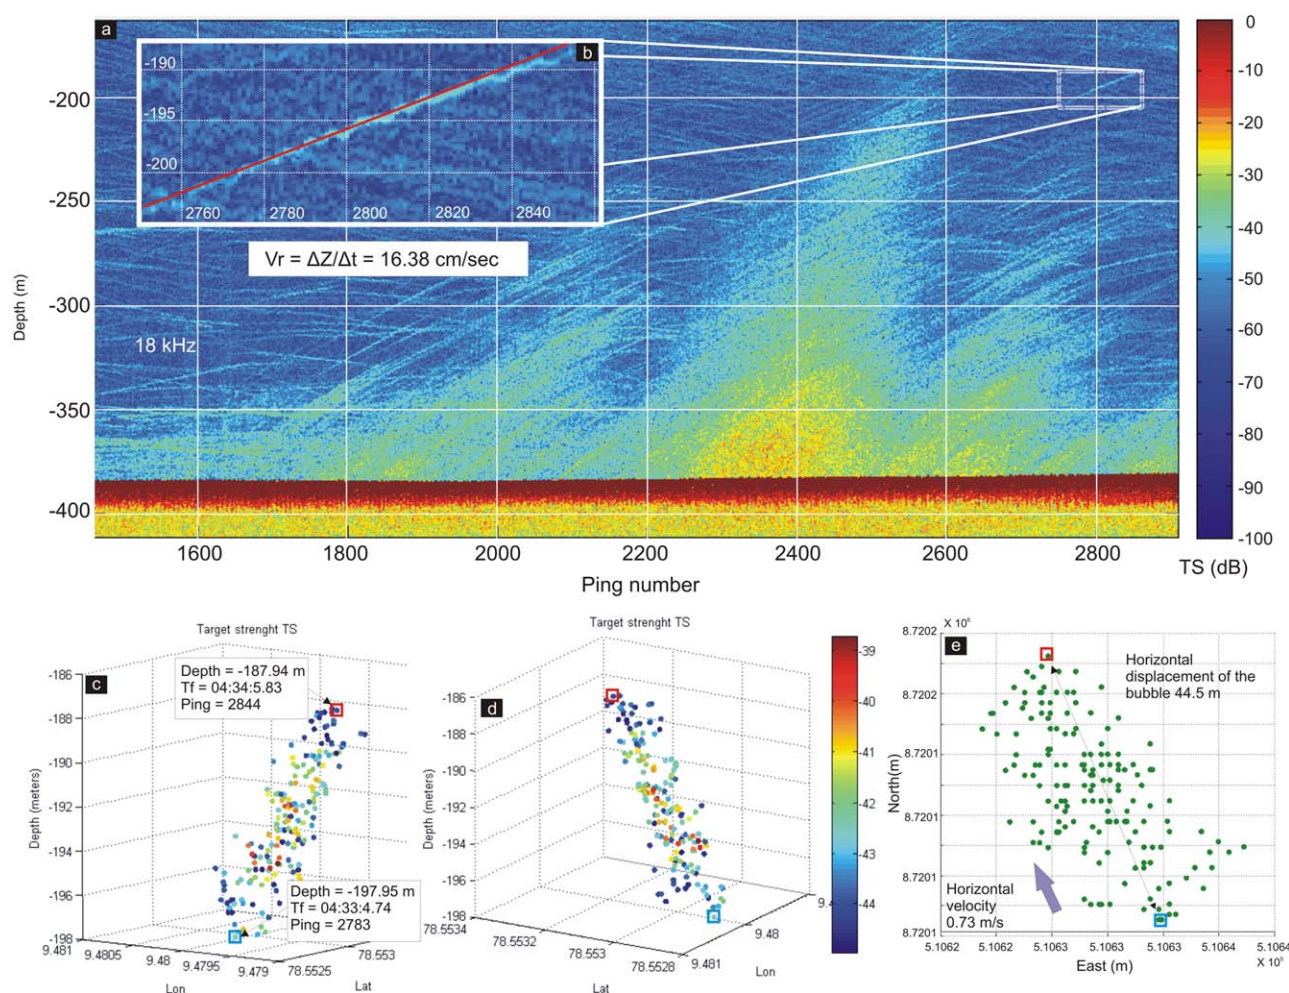 a
b
-190
-195
-200
2760
2780
2800
2820
2840
Vr = ΔZ/Δt = 16.38 cm/sec
18 kHz
Depth (m)
-200
-250
-300
-350
-400
1600
1800
2000
2200
2400
2600
2800
Ping number
0
-10
-20
-30
-40
-50
-60
-70
-80
-90
-100
TS (dB)
Target strenght TS
c
Depth = -187.94 m
Tf = 04:34:5.83
Ping = 2844
Depth = -197.95 m
Tf = 04:33:4.74
Ping = 2783
Depth (meters)
-186
-188
-190
-192
-194
-196
-198
9.481
9.4805
9.48
9.4795
9.479
Lon
78.5525
78.553
Lat
Target strenght TS
d
Depth (meters)
-186
-188
-190
-192
-194
-196
-198
78.5534
78.5532
78.553
78.5528
Lat
9.481
9.48
9.4
Lon
-39
-40
-41
-42
-43
-44
X 10⁶
e
8.7202
8.7202
8.7201
8.7201
8.7201
8.7201
North(m)
Horizontal
displacement of the
bubble 44.5 m
Horizontal
velocity
0.73 m/s
5.1062
5.1062
5.1063
5.1063
5.1063
5.1064
5.1064
East (m)
X 10⁵